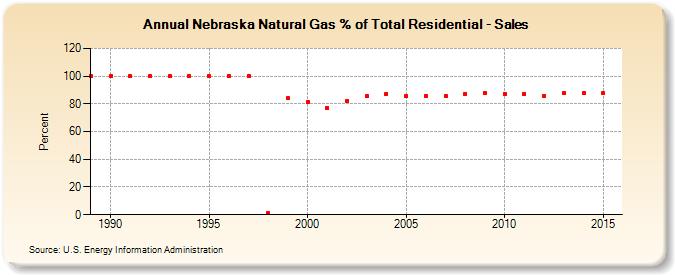 Annual Nebraska Natural Gas % of Total Residential - Sales
Percent
120
100
80
60
40
20
0
1990 1995 2000 2005 2010 2015
Source: U.S. Energy Information Administration